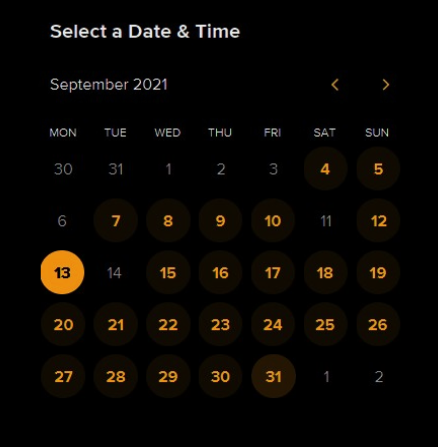 Select a Date & Time
September 2021
MON TUE WED THU FRI SAT SUN
30 31 1 2 3 4 5
6 7 8 9 10 11 12
13 14 15 16 17 18 19
20 21 22 23 24 25 26
27 28 29 30 31 1 2